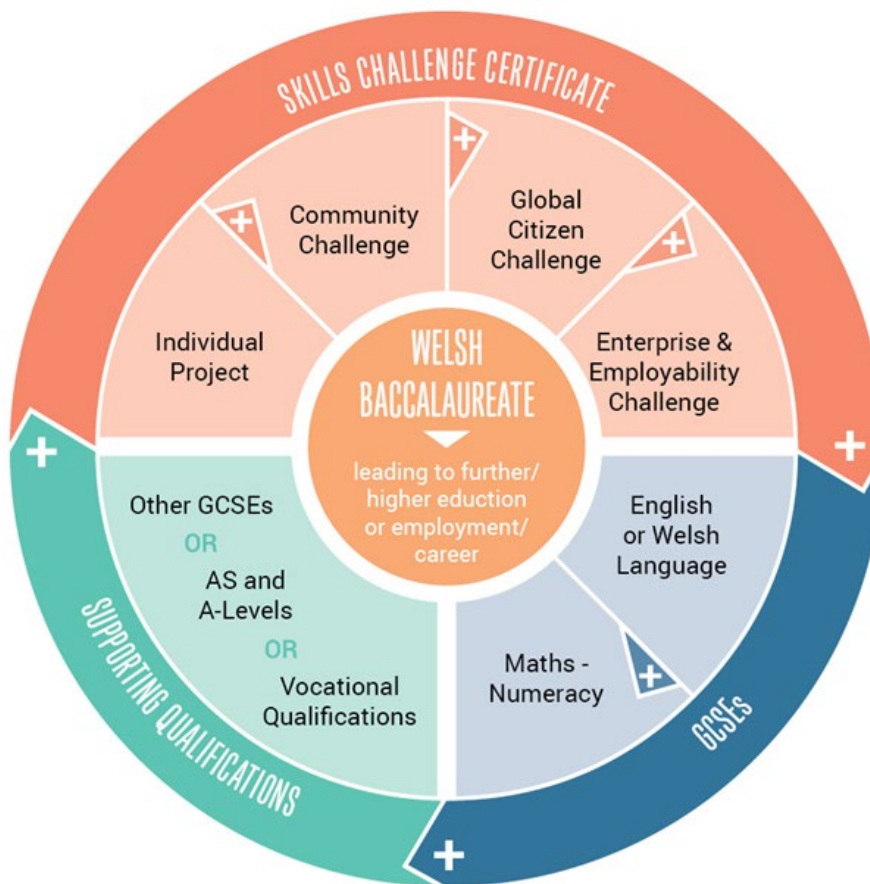 SKILLS CHALLENGE CERTIFICATE
+
+
+
Community
Challenge
Global
Citizen
Challenge
Individual
Project
Enterprise &
Employability
Challenge
WELSH
BACCALAUREATE
leading to further/
higher eduction
or employment/
career
+
+
Other GCSEs
OR
AS and
A-Levels
OR
Vocational
Qualifications
English
or Welsh
Language
Maths -
Numeracy
+
SUPPORTING QUALIFICATIONS
GCSEs
+